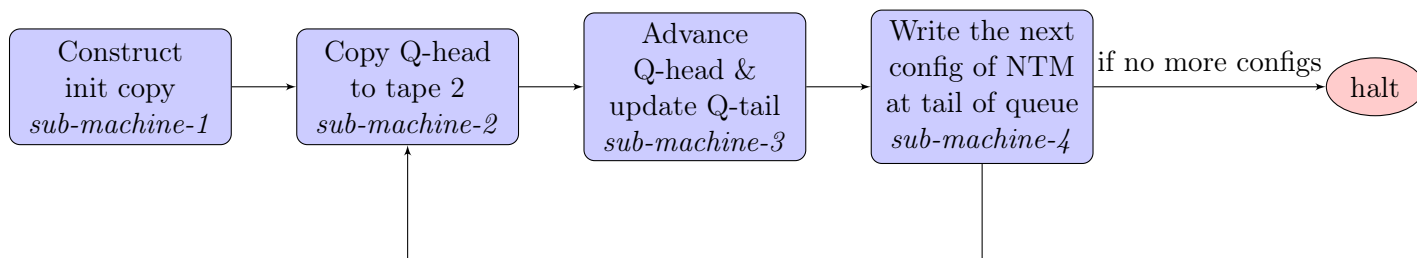 Construct
init copy
sub-machine-1
Copy Q-head
to tape 2
sub-machine-2
Advance
Q-head &
update Q-tail
sub-machine-3
Write the next
config of NTM
at tail of queue
sub-machine-4
if no more configs
halt